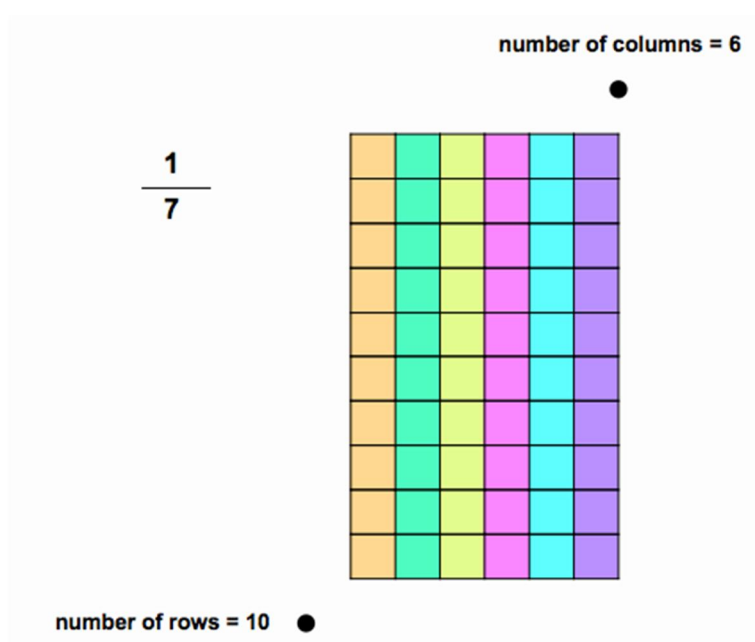 number of columns = 6
1
7
number of rows = 10